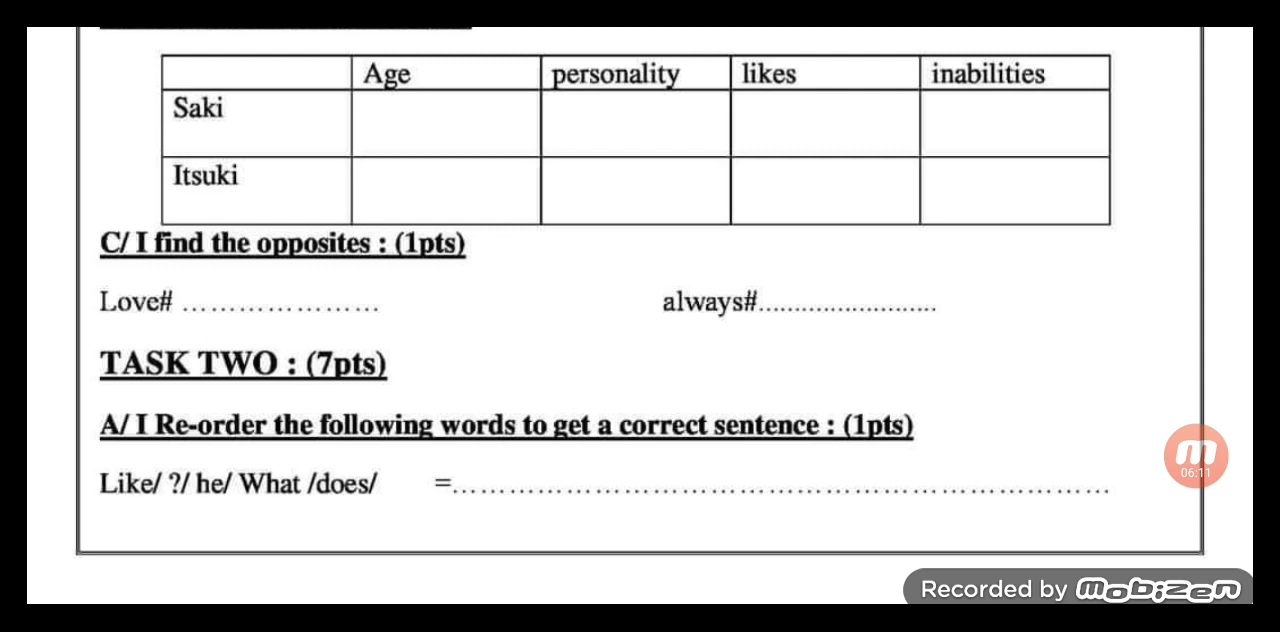 Age personality likes inabilities
Saki
Itsuki
C/ I find the opposites : (1pts)
Love# ………………… always#.........................
TASK TWO : (7pts)
A/ I Re-order the following words to get a correct sentence : (1pts)
Like/ ?/ he/ What /does/ =……………………………………………………………
06:11
Recorded by mobizen